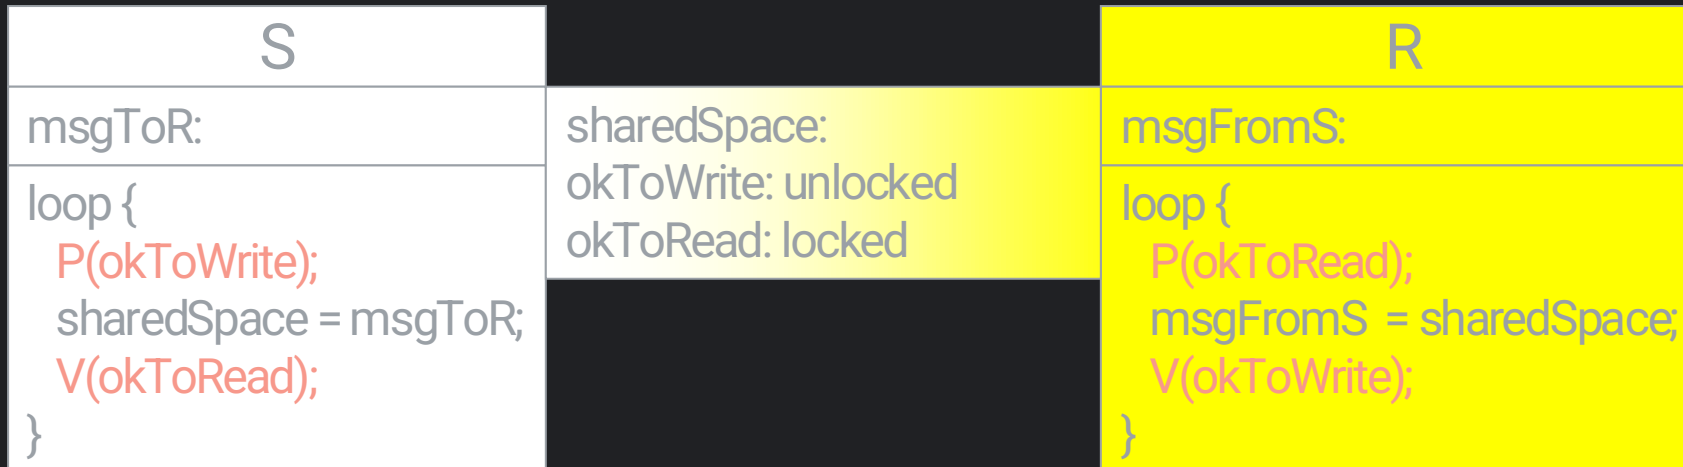 S
msgToR:
loop {
P(okToWrite);
sharedSpace = msgToR;
V(okToRead);
}
sharedSpace:
okToWrite: unlocked
okToRead: locked
R
msgFromS:
loop {
P(okToRead);
msgFromS = sharedSpace;
V(okToWrite);
}